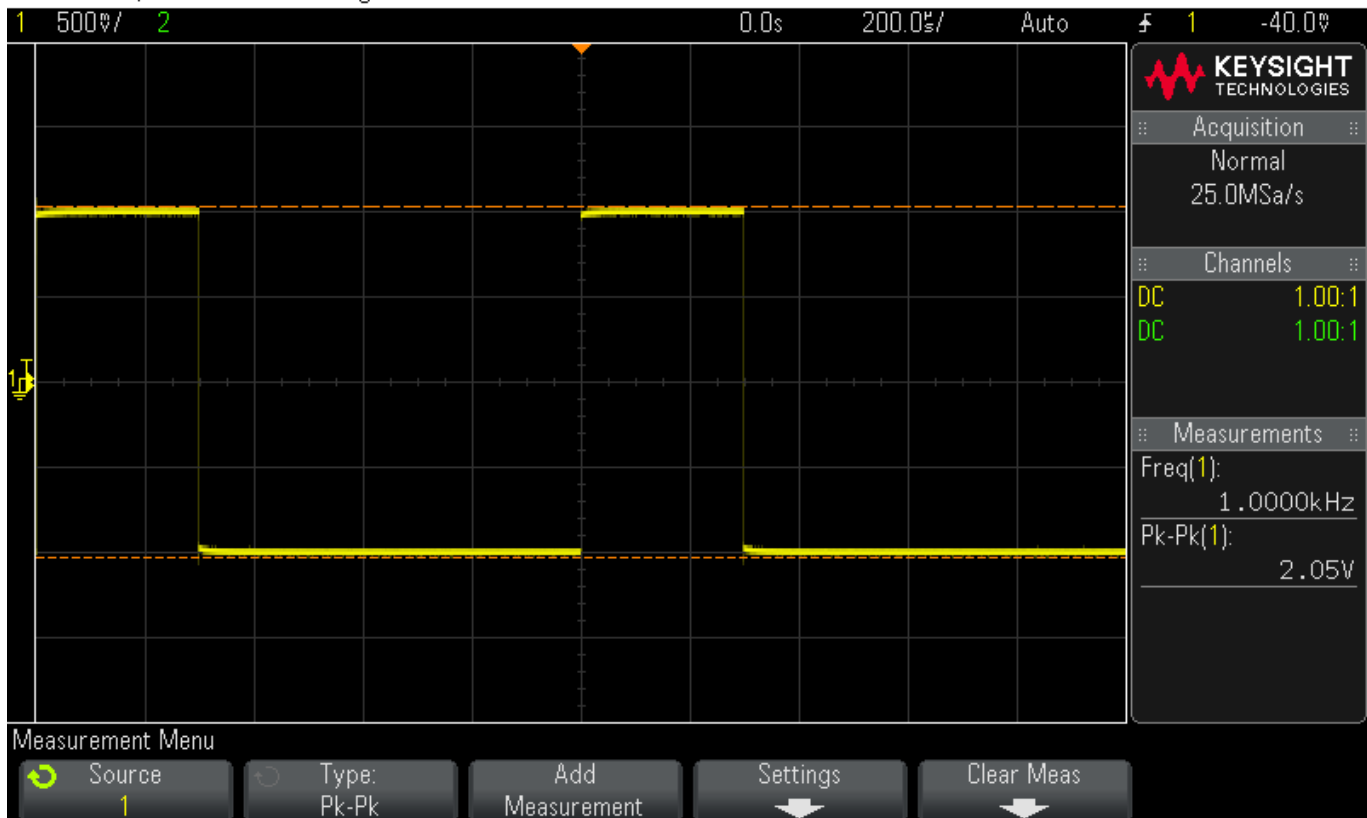 1 500mV/ 2 0.0s 200.0us/ Auto 1 -40.0mV
KEYSIGHT
TECHNOLOGIES
Acquisition
Normal
25.0MSa/s
Channels
DC 1.00:1
DC 1.00:1
1
T
Measurements
Freq(1):
1.0000kHz
Pk-Pk(1):
2.05V
Measurement Menu
Source
1
Type:
Pk-Pk
Add
Measurement
Settings
Clear Meas